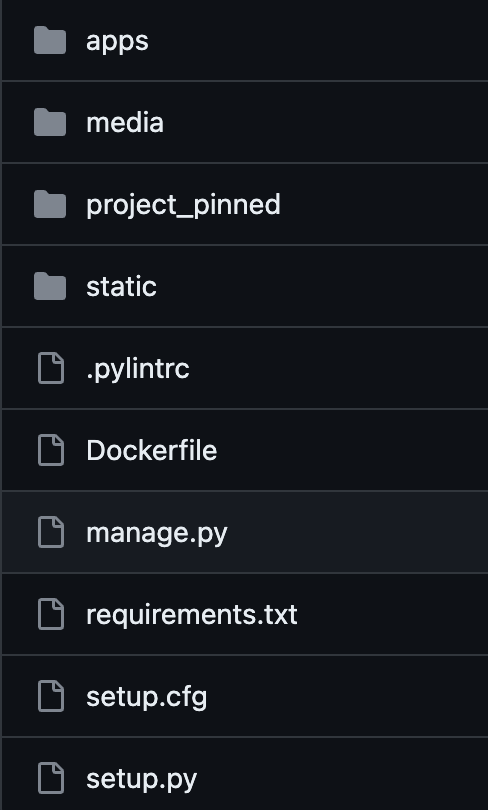 apps
media
project_pinned
static
.pylintrc
Dockerfile
manage.py
requirements.txt
setup.cfg
setup.py